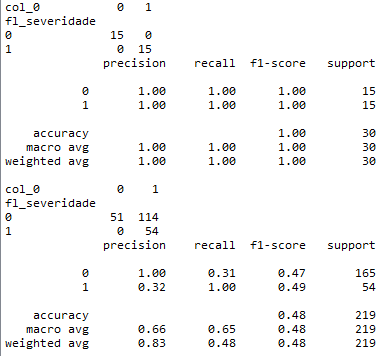 col_0 0 1
fl_severidade
0 15 0
1 0 15
precision recall f1-score support
0 1.00 1.00 1.00 15
1 1.00 1.00 1.00 15
accuracy 1.00 30
macro avg 1.00 1.00 1.00 30
weighted avg 1.00 1.00 1.00 30
col_0 0 1
fl_severidade
0 51 114
1 0 54
precision recall f1-score support
0 1.00 0.31 0.47 165
1 0.32 1.00 0.49 54
accuracy 0.48 219
macro avg 0.66 0.65 0.48 219
weighted avg 0.83 0.48 0.48 219